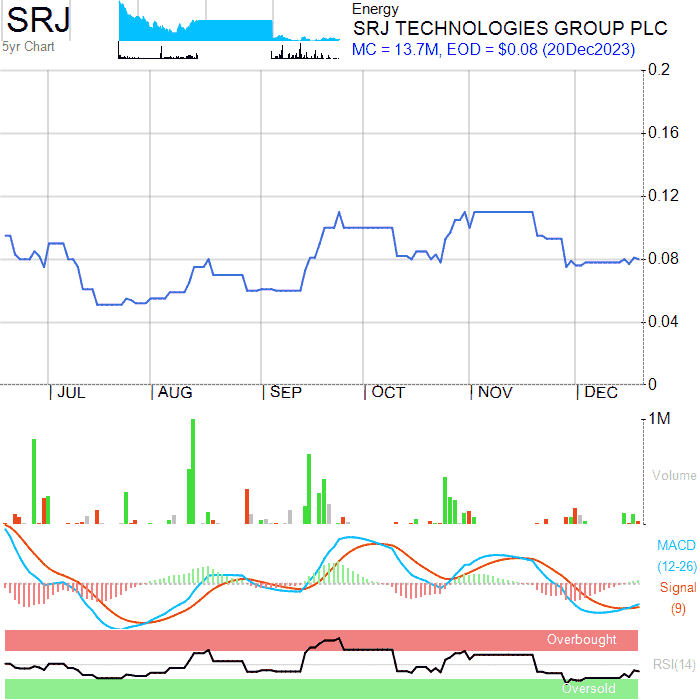 SRJ
5yr Chart
Energy
SRJ TECHNOLOGIES GROUP PLC
MC = 13.7M, EOD = $0.08 (20Dec2023)
0.2
0.16
0.12
0.08
0.04
0
JUL AUG SEP OCT NOV DEC
1M
Volume
MACD
(12-26)
Signal
(9)
Overbought
RSI(14)
Oversold